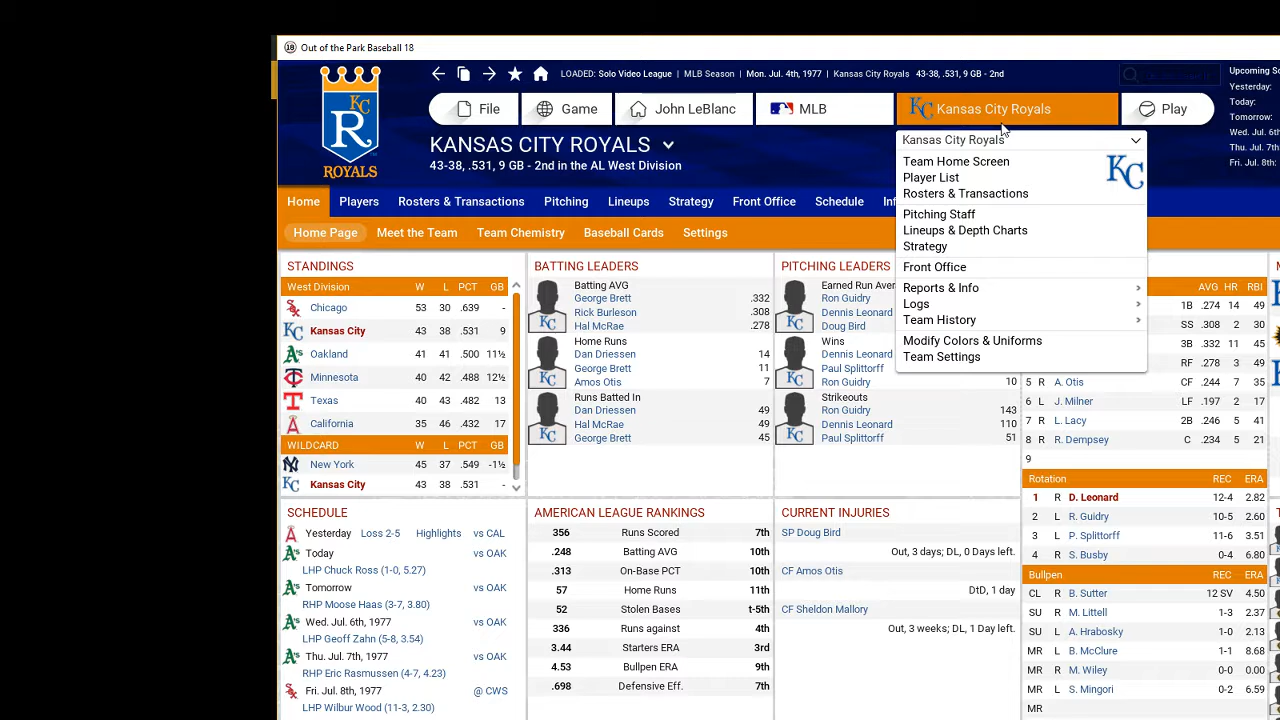 Out of the Park Baseball 18
LOADED: Solo Video League | MLB Season | Mon. Jul. 4th, 1977 | Kansas City Royals 43-38, .531, 9 GB - 2nd
Upcoming
Yesterday:
Today:
Tomorrow:
Wed. Jul. 6th
Thu. Jul. 7th
Fri. Jul. 8th
File
Game
John LeBlanc
MLB
Kansas City Royals
Play
KC
R
ROYALS
KANSAS CITY ROYALS
43-38, .531, 9 GB - 2nd in the AL West Division
Home Players Rosters & Transactions Pitching Lineups Strategy Front Office Schedule
Home Page Meet the Team Team Chemistry Baseball Cards Settings
Kansas City Royals
Team Home Screen
Player List
Rosters & Transactions
Pitching Staff
Lineups & Depth Charts
Strategy
Front Office
Reports & Info
Logs
Team History
Modify Colors & Uniforms
Team Settings
STANDINGS
West Division W L PCT GB
Chicago 53 30 .639 -
Kansas City 43 38 .531 9
Oakland 41 41 .500 11½
Minnesota 40 42 .488 12½
Texas 40 43 .482 13
California 35 46 .432 17
WILDCARD W L PCT GB
New York 45 37 .549 -1½
Kansas City 43 38 .531 -
BATTING LEADERS
Batting AVG
George Brett .332
Rick Burleson .308
Hal McRae .278
Home Runs
Dan Driessen 14
George Brett 11
Amos Otis 7
Runs Batted In
Dan Driessen 49
Hal McRae 49
George Brett 45
PITCHING LEADERS
Earned Run Aver
Ron Guidry
Dennis Leonard
Doug Bird
Wins
Dennis Leonard
Paul Splittorff
Ron Guidry 10
Strikeouts
Ron Guidry 143
Dennis Leonard 110
Paul Splittorff 51
AVG HR RBI
1B .274 14 49
SS .308 2 30
3B .332 11 45
RF .278 3 49
5 R A. Otis CF .244 7 35
6 L J. Milner LF .197 2 17
7 R L. Lacy 2B .246 5 41
8 R R. Dempsey C .234 5 21
9
Rotation REC ERA
1 R D. Leonard 12-4 2.82
2 L R. Guidry 10-5 2.60
3 L P. Splittorff 11-6 3.51
4 R S. Busby 0-4 6.80
Bullpen REC ERA
CL R B. Sutter 12 SV 4.50
SU R M. Littell 1-3 2.37
SU L A. Hrabosky 1-0 2.13
MR L B. McClure 1-1 8.68
MR R M. Wiley 0-0 0.00
MR L S. Mingori 0-2 6.59
MR
SCHEDULE
Yesterday Loss 2-5 Highlights vs CAL
Today vs OAK
LHP Chuck Ross (1-0, 5.27)
Tomorrow vs OAK
RHP Moose Haas (3-7, 3.80)
Wed. Jul. 6th, 1977 vs OAK
LHP Geoff Zahn (5-8, 3.54)
Thu. Jul. 7th, 1977 vs OAK
RHP Eric Rasmussen (4-7, 4.23)
Fri. Jul. 8th, 1977 @ CWS
LHP Wilbur Wood (11-3, 2.30)
AMERICAN LEAGUE RANKINGS
356 Runs Scored 7th
.248 Batting AVG 10th
.313 On-Base PCT 10th
57 Home Runs 11th
52 Stolen Bases t-5th
336 Runs against 4th
3.44 Starters ERA 3rd
4.53 Bullpen ERA 9th
.698 Defensive Eff. 7th
CURRENT INJURIES
SP Doug Bird
Out, 3 days; DL, 0 Days left.
CF Amos Otis
DtD, 1 day
CF Sheldon Mallory
Out, 3 weeks; DL, 1 Day left.